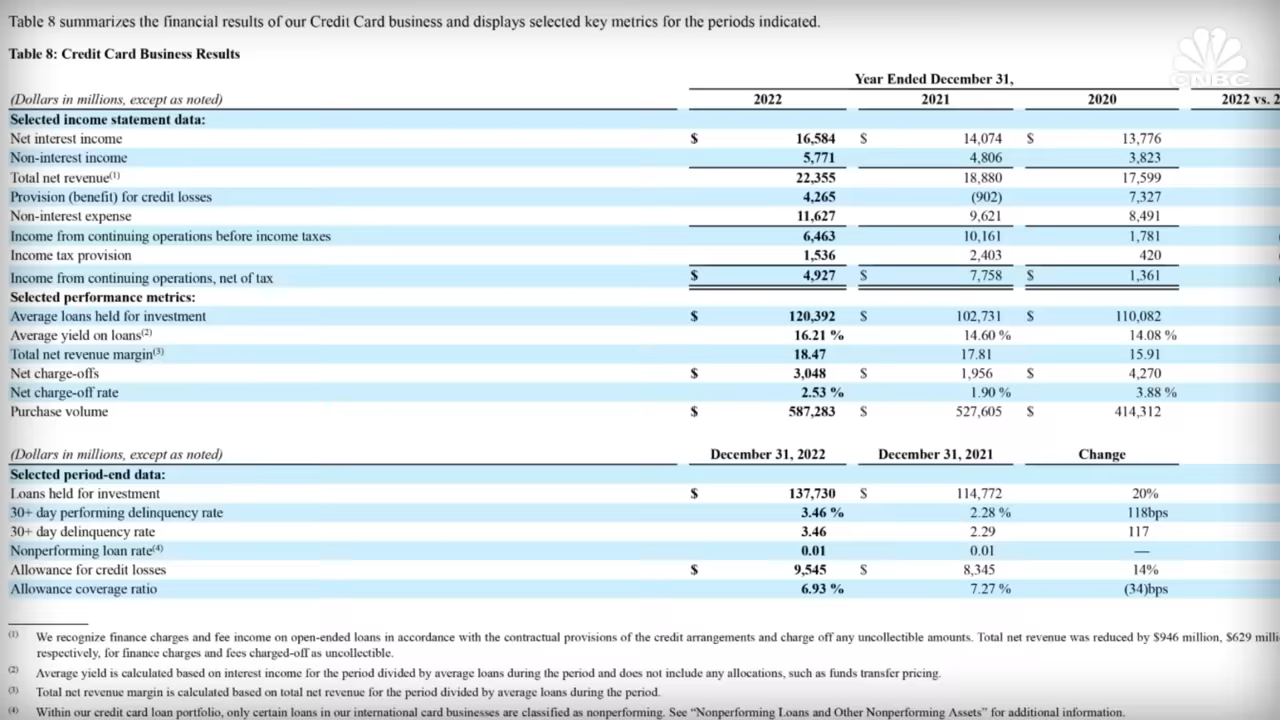 Table 8 summarizes the financial results of our Credit Card business and displays selected key metrics for the periods indicated.
Table 8: Credit Card Business Results
CNBC
Year Ended December 31,
(Dollars in millions, except as noted) 2022 2021 2020 2022 vs. 2
Selected income statement data:
Net interest income $ 16,584 $ 14,074 $ 13,776
Non-interest income 5,771 4,806 3,823
Total net revenue(1) 22,355 18,880 17,599
Provision (benefit) for credit losses 4,265 (902) 7,327
Non-interest expense 11,627 9,621 8,491
Income from continuing operations before income taxes 6,463 10,161 1,781
Income tax provision 1,536 2,403 420
Income from continuing operations, net of tax $ 4,927 $ 7,758 $ 1,361
Selected performance metrics:
Average loans held for investment $ 120,392 $ 102,731 $ 110,082
Average yield on loans(2) 16.21 % 14.60 % 14.08 %
Total net revenue margin(3) 18.47 17.81 15.91
Net charge-offs $ 3,048 $ 1,956 $ 4,270
Net charge-off rate 2.53 % 1.90 % 3.88 %
Purchase volume $ 587,283 $ 527,605 $ 414,312
(Dollars in millions, except as noted) December 31, 2022 December 31, 2021 Change
Selected period-end data:
Loans held for investment $ 137,730 $ 114,772 20%
30+ day performing delinquency rate 3.46 % 2.28 % 118bps
30+ day delinquency rate 3.46 2.29 117
Nonperforming loan rate(4) 0.01 0.01 —
Allowance for credit losses $ 9,545 $ 8,345 14%
Allowance coverage ratio 6.93 % 7.27 % (34)bps
(1) We recognize finance charges and fee income on open-ended loans in accordance with the contractual provisions of the credit arrangements and charge off any uncollectible amounts. Total net revenue was reduced by $946 million, $629 milli
respectively, for finance charges and fees charged-off as uncollectible.
(2) Average yield is calculated based on interest income for the period divided by average loans during the period and does not include any allocations, such as funds transfer pricing.
(3) Total net revenue margin is calculated based on total net revenue for the period divided by average loans during the period.
(4) Within our credit card loan portfolio, only certain loans in our international card businesses are classified as nonperforming. See “Nonperforming Loans and Other Nonperforming Assets” for additional information.